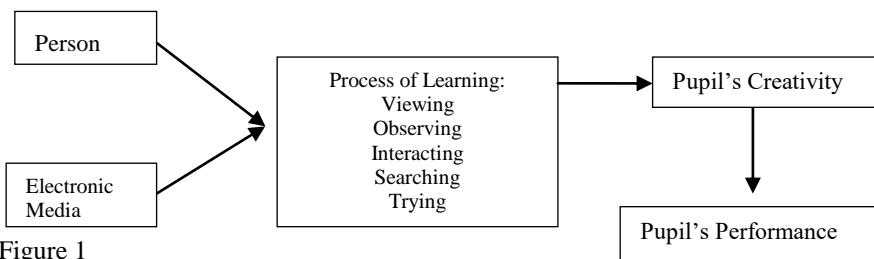 Person
Process of Learning:
Viewing
Observing
Interacting
Searching
Trying
Pupil’s Creativity
Electronic
Media
Pupil’s Performance
Figure 1